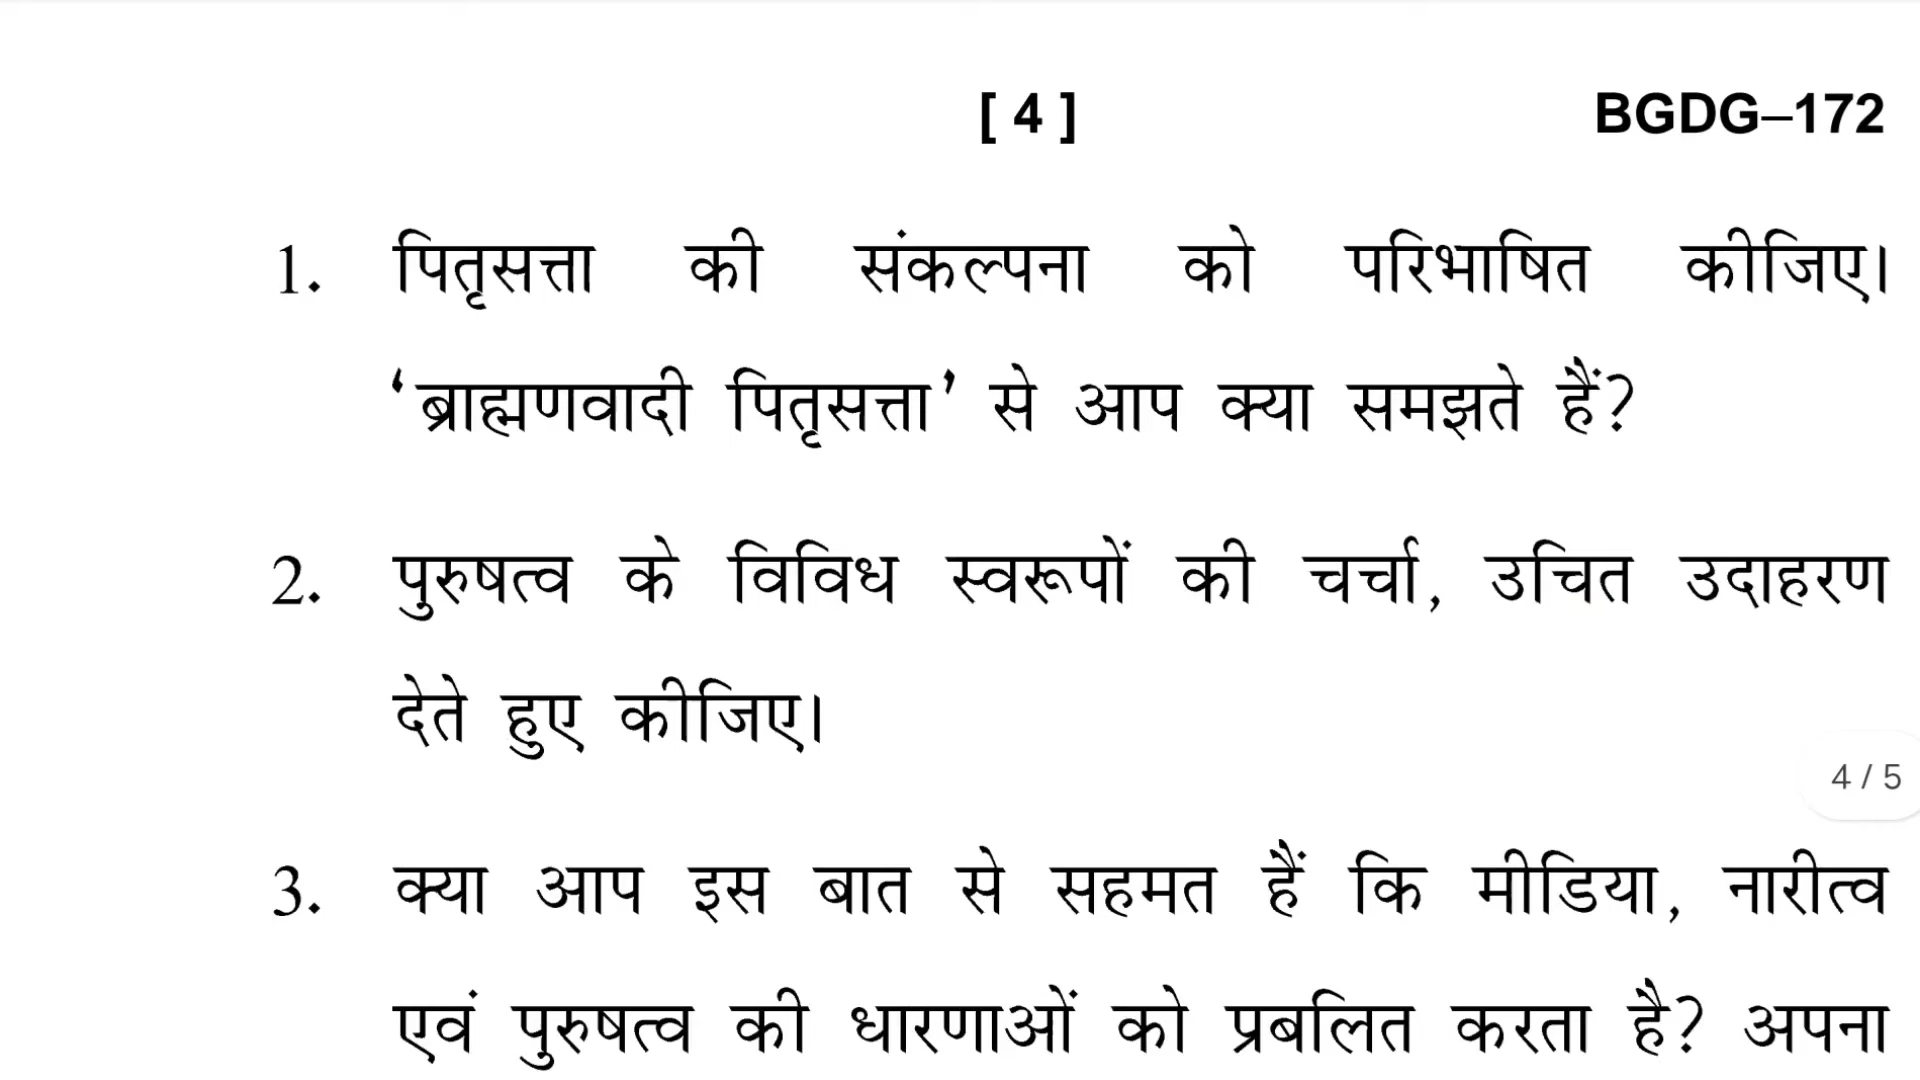 [ 4 ] BGDG–172
1. पितृसत्ता की संकल्पना को परिभाषित कीजिए।
‘ब्राह्मणवादी पितृसत्ता’ से आप क्या समझते हैं?
2. पुरुषत्व के विविध स्वरूपों की चर्चा, उचित उदाहरण
देते हुए कीजिए।
4 / 5
3. क्या आप इस बात से सहमत हैं कि मीडिया, नारीत्व
एवं पुरुषत्व की धारणाओं को प्रबलित करता है? अपना